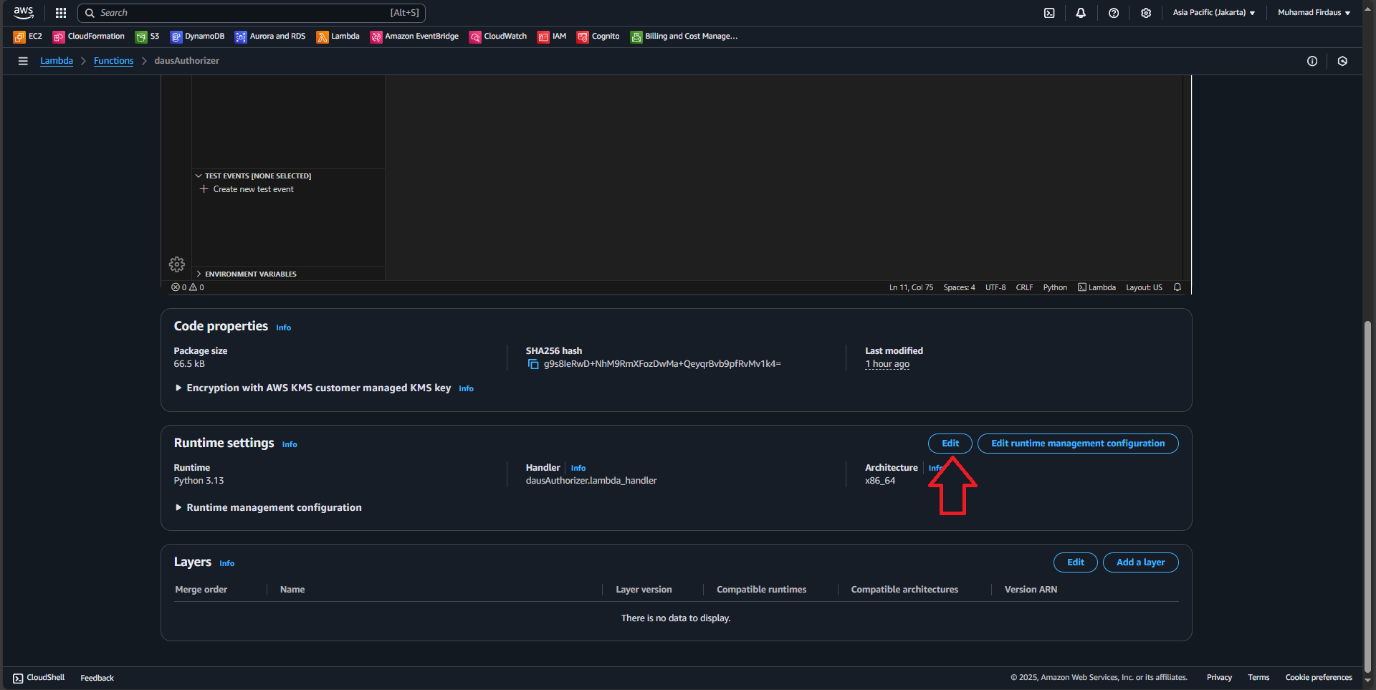 aws Search [Alt+S] Asia Pacific (Jakarta) Muhamad Firdaus
EC2 CloudFormation S3 DynamoDB Aurora and RDS Lambda Amazon EventBridge CloudWatch IAM Cognito Billing and Cost Manage...
Lambda Functions dausAuthorizer
TEST EVENTS [NONE SELECTED]
Create new test event
ENVIRONMENT VARIABLES
0 0 Ln 11, Col 75 Spaces: 4 UTF-8 CRLF Python Lambda Layout: US
Code properties Info
Package size SHA256 hash Last modified
66.5 kB g9s8IeRwD+NhM9RmXFozDwMa+QeyqrBvb9pfRvMv1k4= 1 hour ago
Encryption with AWS KMS customer managed KMS key Info
Runtime settings Info Edit Edit runtime management configuration
Runtime Handler Info Architecture Info
Python 3.13 dausAuthorizer.lambda_handler x86_64
Runtime management configuration
Layers Info Edit Add a layer
Merge order Name Layer version Compatible runtimes Compatible architectures Version ARN
There is no data to display.
CloudShell Feedback © 2025, Amazon Web Services, Inc. or its affiliates. Privacy Terms Cookie preferences